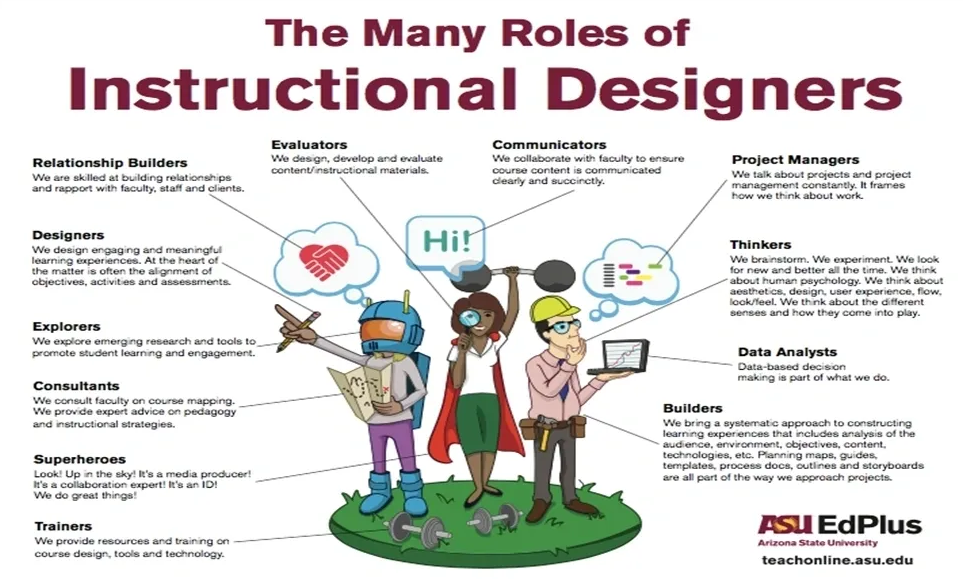 The Many Roles of
Instructional Designers
Relationship Builders
We are skilled at building relationships
and rapport with faculty, staff and clients.
Evaluators
We design, develop and evaluate
content/instructional materials.
Communicators
We collaborate with faculty to ensure
course content is communicated
clearly and succinctly.
Project Managers
We talk about projects and project
management constantly. It frames
how we think about work.
Designers
We design engaging and meaningful
learning experiences. At the heart of
the matter is often the alignment of
objectives, activities and assessments.
Hi!
Thinkers
We brainstorm. We experiment. We look
for new and better all the time. We think
about human psychology. We think about
aesthetics, design, user experience, flow,
look/feel. We think about the different
senses and how they come into play.
Explorers
We explore emerging research and tools to
promote student learning and engagement.
Data Analysts
Data-based decision
making is part of what we do.
Consultants
We consult faculty on course mapping.
We provide expert advice on pedagogy
and instructional strategies.
Builders
We bring a systematic approach to constructing
learning experiences that includes analysis of the
audience, environment, objectives, content,
technologies, etc. Planning maps, guides,
templates, process docs, outlines and storyboards
are all part of the way we approach projects.
Superheroes
Look! Up in the sky! It's a media producer!
It's a collaboration expert! It's an ID!
We do great things!
Trainers
We provide resources and training on
course design, tools and technology.
ASU EdPlus
Arizona State University
teachonline.asu.edu